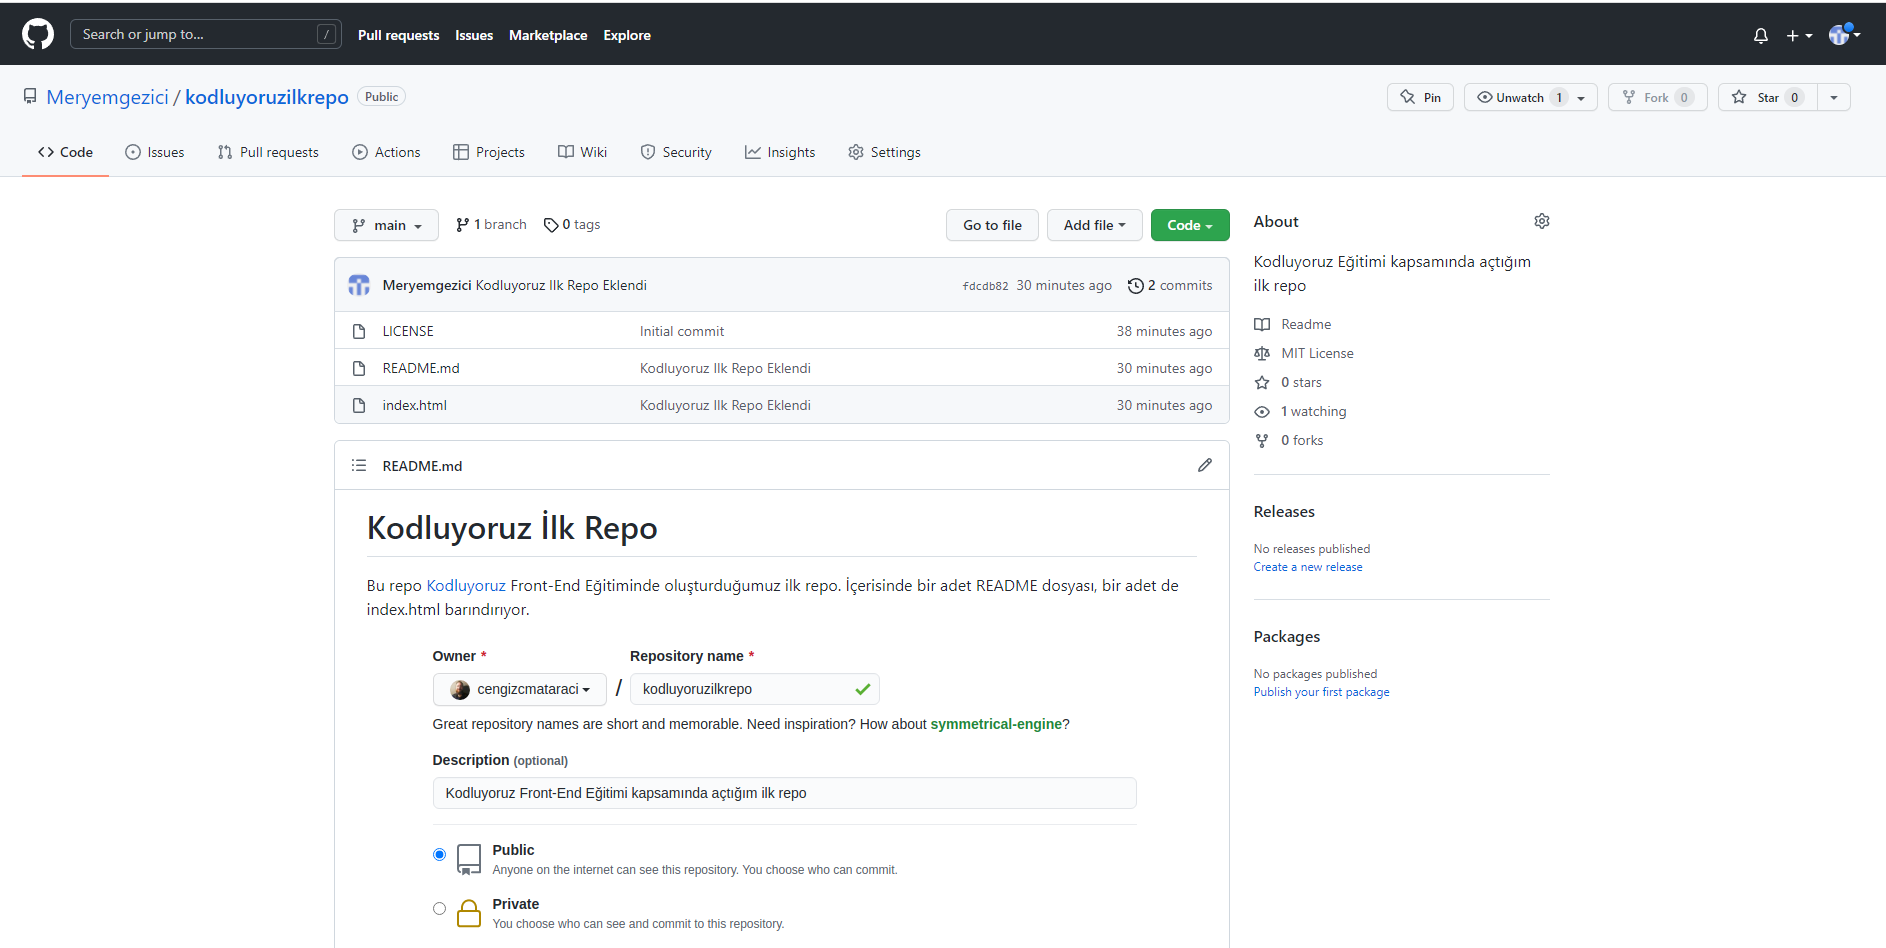 Search or jump to... /
Pull requests Issues Marketplace Explore
Meryemgezici / kodluyoruzilkrepo Public
Pin Unwatch 1 Fork 0 Star 0
Code Issues Pull requests Actions Projects Wiki Security Insights Settings
main 1 branch 0 tags Go to file Add file Code
Meryemgezici Kodluyoruz Ilk Repo Eklendi fdcdb82 30 minutes ago 2 commits
LICENSE Initial commit 38 minutes ago
README.md Kodluyoruz Ilk Repo Eklendi 30 minutes ago
index.html Kodluyoruz Ilk Repo Eklendi 30 minutes ago
README.md
Kodluyoruz İlk Repo
Bu repo Kodluyoruz Front-End Eğitiminde oluşturduğumuz ilk repo. İçerisinde bir adet README dosyası, bir adet de
index.html barındırıyor.
Owner * Repository name *
cengizcmataraci / kodluyoruzilkrepo
Great repository names are short and memorable. Need inspiration? How about symmetrical-engine?
Description (optional)
Kodluyoruz Front-End Eğitimi kapsamında açtığım ilk repo
Public
Anyone on the internet can see this repository. You choose who can commit.
Private
You choose who can see and commit to this repository.
About
Kodluyoruz Eğitimi kapsamında açtığım
ilk repo
Readme
MIT License
0 stars
1 watching
0 forks
Releases
No releases published
Create a new release
Packages
No packages published
Publish your first package